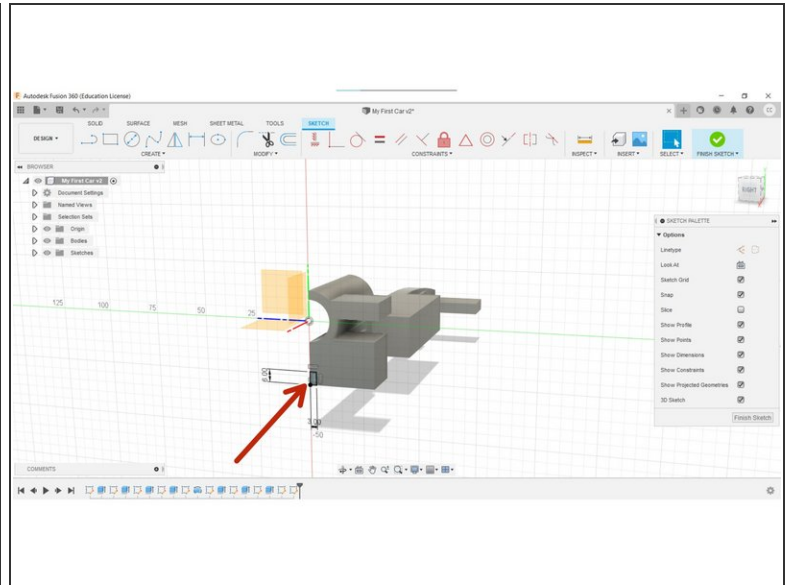 Autodesk Fusion 360 (Education License)
My First Car v2*
CC
DESIGN
SOLID
SURFACE
MESH
SHEET METAL
TOOLS
SKETCH
CREATE
MODIFY
CONSTRAINTS
INSPECT
INSERT
SELECT
FINISH SKETCH
BROWSER
My First Car v2
Document Settings
Named Views
Selection Sets
Origin
Bodies
Sketches
125
100
75
50
25
3.00
-50
SKETCH PALETTE
Options
Linetype
Look At
Sketch Grid
Snap
Slice
Show Profile
Show Points
Show Dimensions
Show Constraints
Show Projected Geometries
3D Sketch
Finish Sketch
COMMENTS